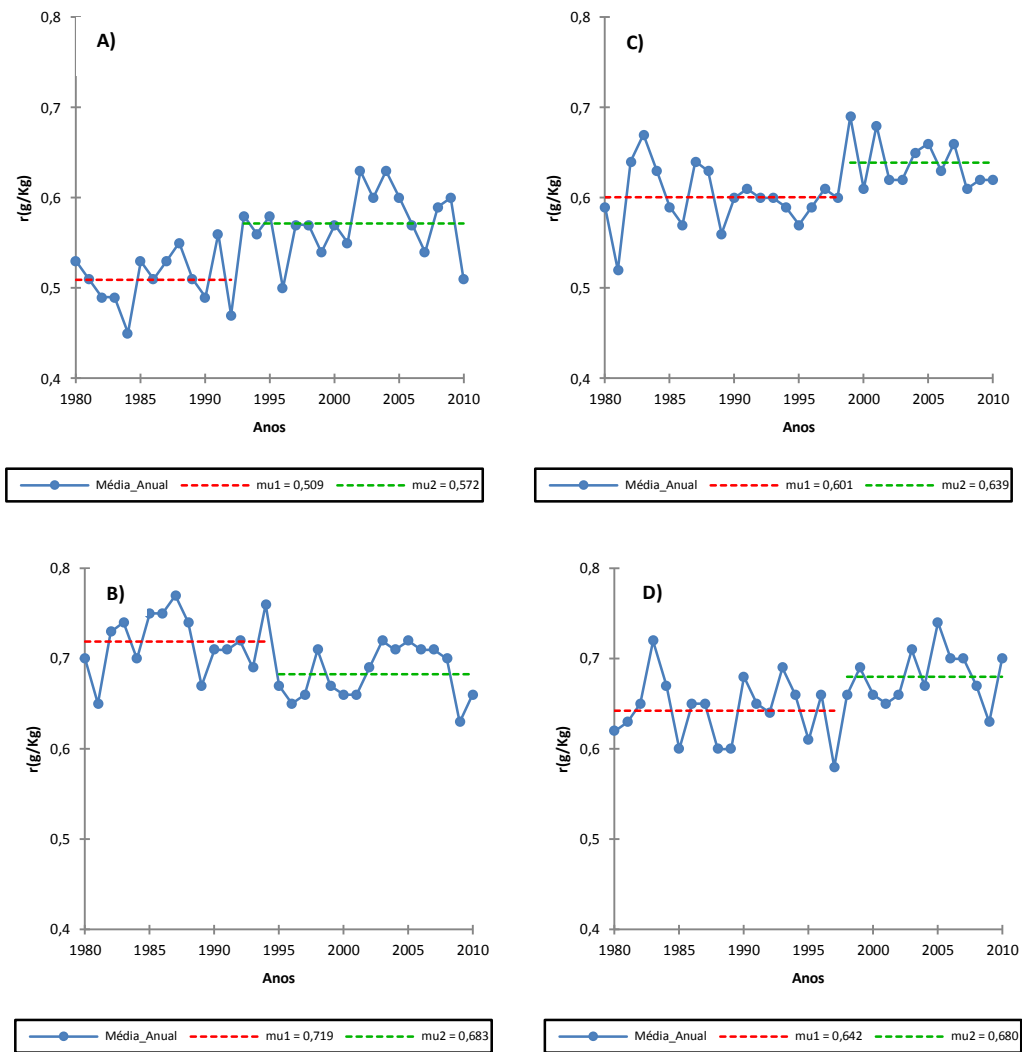 A)
r(g/Kg)
0,8
0,7
0,6
0,5
0,4
1980 1985 1990 1995 2000 2005 2010
Anos
Média_Anual mu1 = 0,509 mu2 = 0,572
C)
r(g/Kg)
0,8
0,7
0,6
0,5
0,4
1980 1985 1990 1995 2000 2005 2010
Anos
Média_Anual mu1 = 0,601 mu2 = 0,639
B)
r(g/Kg)
0,8
0,7
0,6
0,5
0,4
1980 1985 1990 1995 2000 2005 2010
Anos
Média_Anual mu1 = 0,719 mu2 = 0,683
D)
r(g/Kg)
0,8
0,7
0,6
0,5
0,4
1980 1985 1990 1995 2000 2005 2010
Anos
Média_Anual mu1 = 0,642 mu2 = 0,680